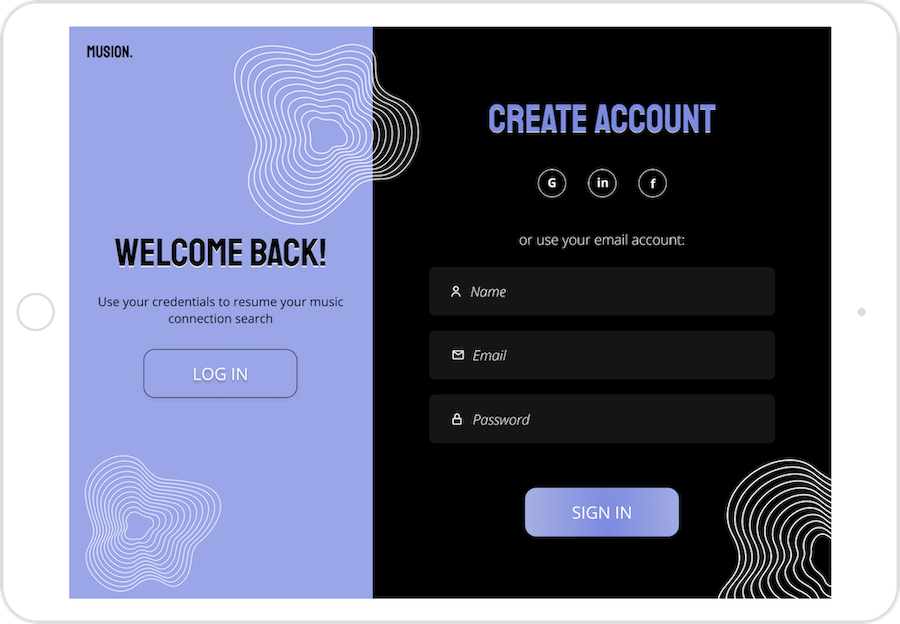 MUSION.
WELCOME BACK!
Use your credentials to resume your music
connection search
LOG IN
CREATE ACCOUNT
G
in
f
or use your email account:
Name
Email
Password
SIGN IN